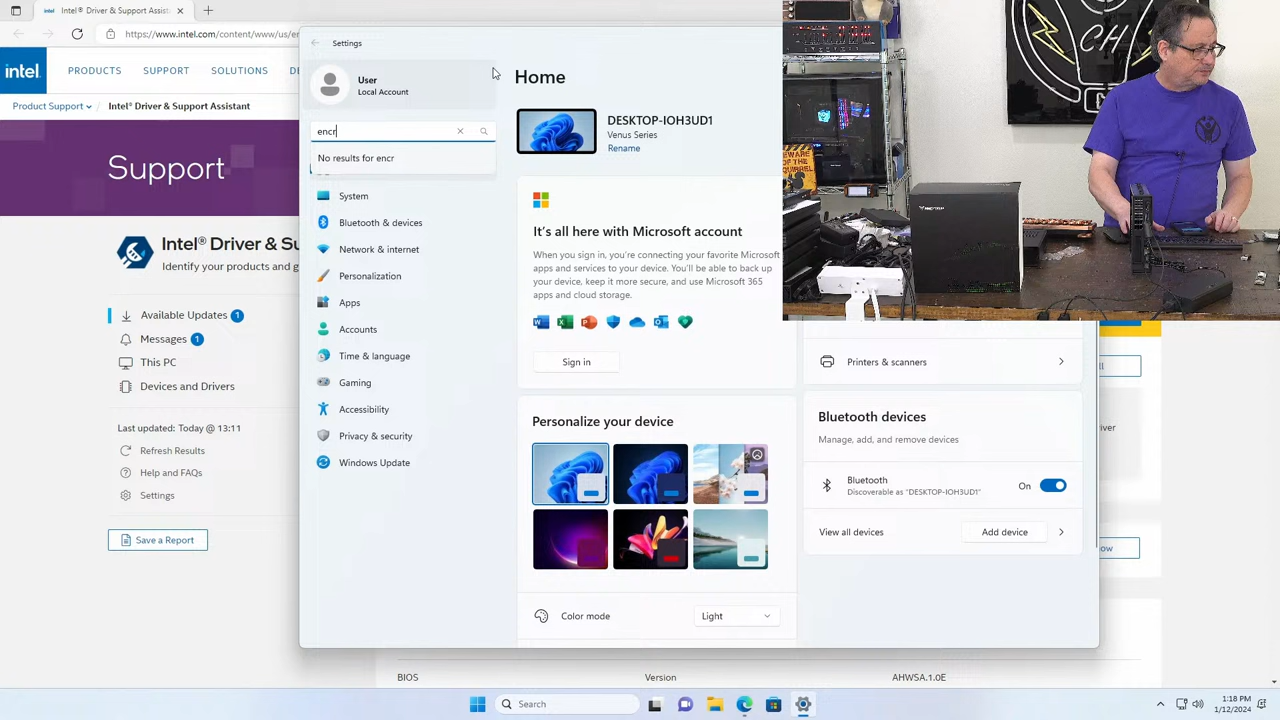 Intel® Driver & Support Assist
intel.com/content/www/us/en
intel.
SUPPORT
SOLUTIONS
Product Support
Intel® Driver & Support Assistant
Support
Intel® Driver & Su
Identify your products and g
Available Updates 1
Messages 1
This PC
Devices and Drivers
Last updated: Today @ 13:11
Refresh Results
Help and FAQs
Settings
Save a Report
Settings
User
Local Account
encr
No results for encr
System
Bluetooth & devices
Network & internet
Personalization
Apps
Accounts
Time & language
Gaming
Accessibility
Privacy & security
Windows Update
Home
DESKTOP-IOH3UD1
Venus Series
Rename
It's all here with Microsoft account
When you sign in, you're connecting your favorite Microsoft
apps and services to your device. You'll be able to back up
your device, keep it more secure, and use Microsoft 365
apps and cloud storage.
Sign in
Personalize your device
Color mode
Light
Printers & scanners
Bluetooth devices
Manage, add, and remove devices
Bluetooth
Discoverable as "DESKTOP-IOH3UD1"
On
View all devices
Add device
BEWARE OF THE SQUIRREL
CH
ll
river
ow
BIOS
Version
AHWSA.1.0E
Search
1:18 PM
1/12/2024